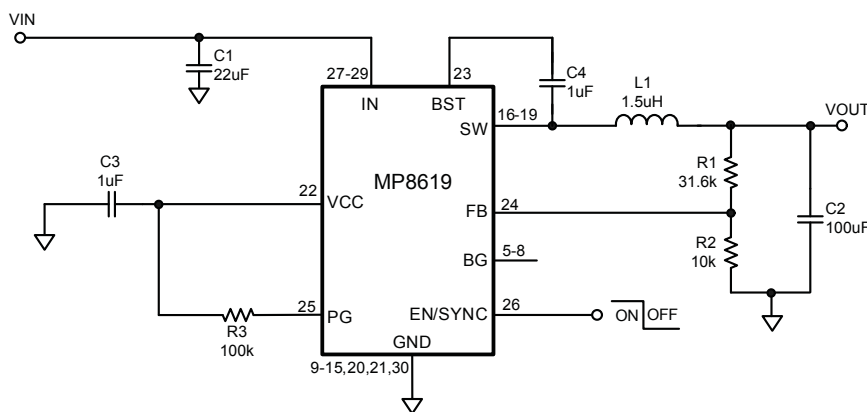 VIN
C1
22uF
27-29
23
IN
BST
C4
1uF
L1
1.5uH
16-19
SW
VOUT
MP8619
C3
1uF
22
VCC
R1
31.6k
FB
24
C2
100uF
R2
10k
BG
5-8
25
PG
R3
100k
EN/SYNC
26
ON
OFF
GND
9-15,20,21,30